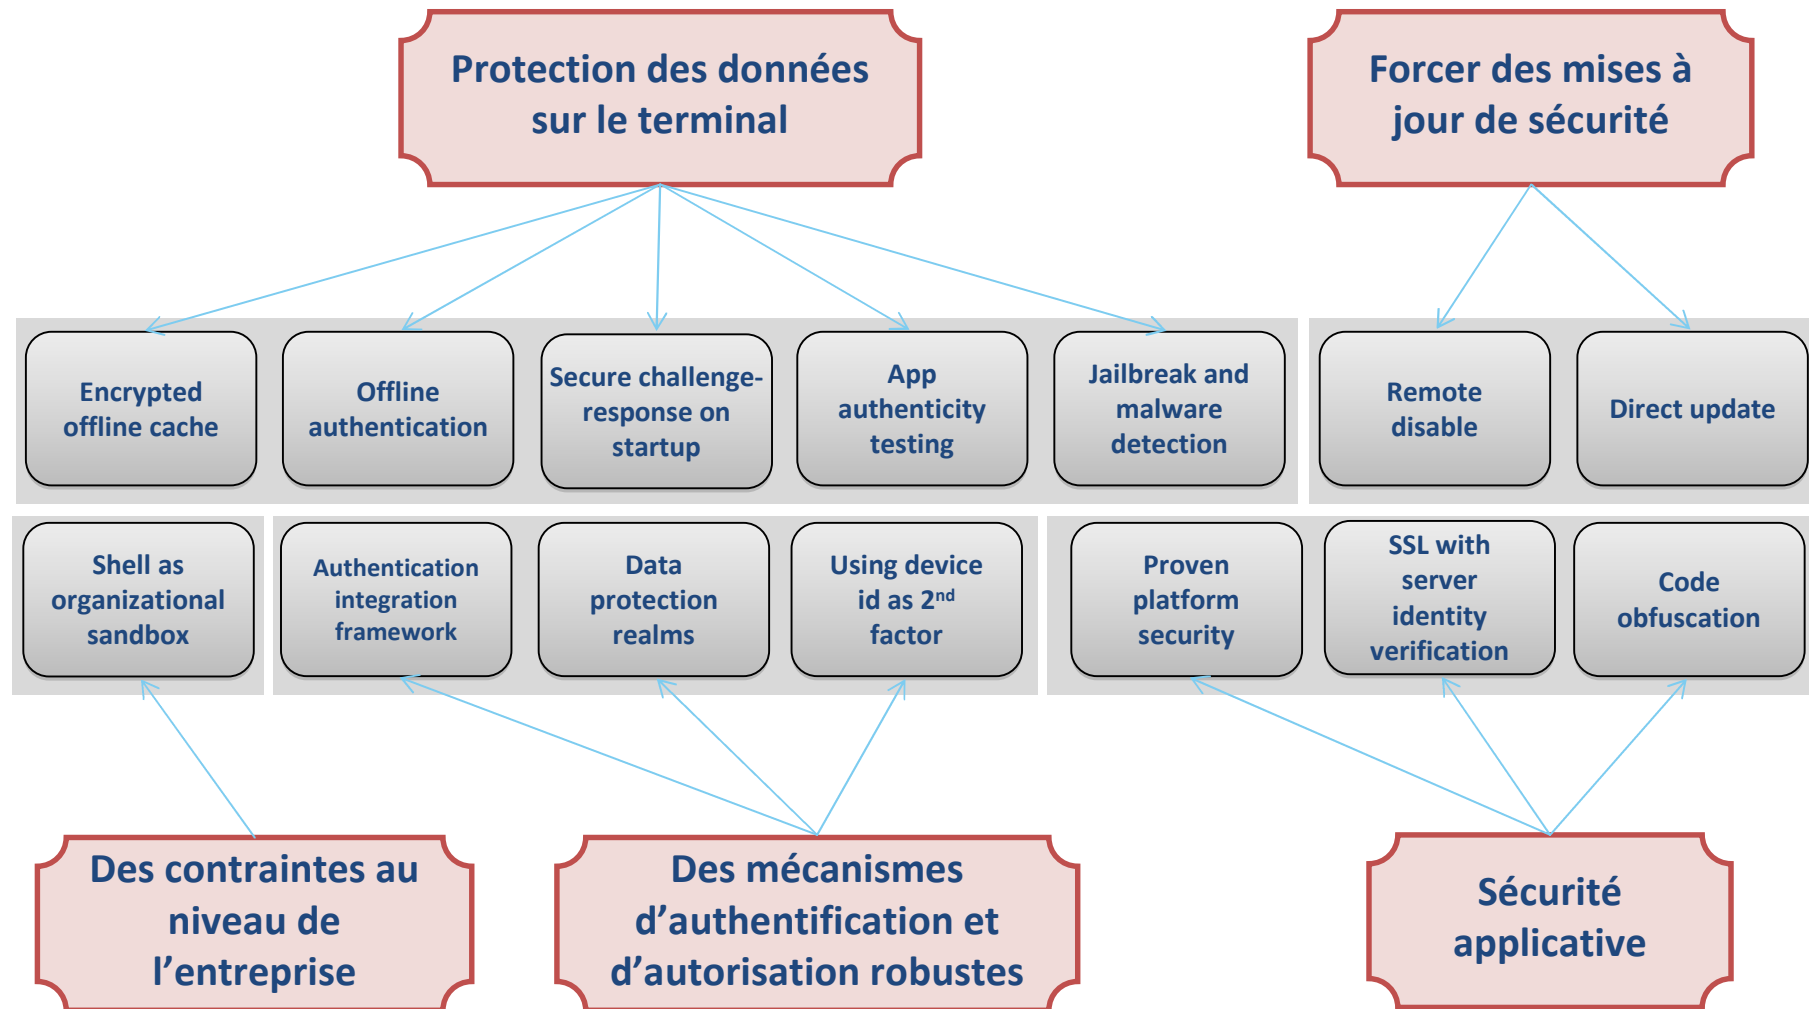 Protection des données
sur le terminal
Forcer des mises à
jour de sécurité
Encrypted
offline cache
Offline
authentication
Secure challenge-
response on
startup
App
authenticity
testing
Jailbreak and
malware
detection
Remote
disable
Direct update
Shell as
organizational
sandbox
Authentication
integration
framework
Data
protection
realms
Using device
id as 2nd
factor
Proven
platform
security
SSL with
server
identity
verification
Code
obfuscation
Des contraintes au
niveau de
l’entreprise
Des mécanismes
d’authentification et
d’autorisation robustes
Sécurité
applicative